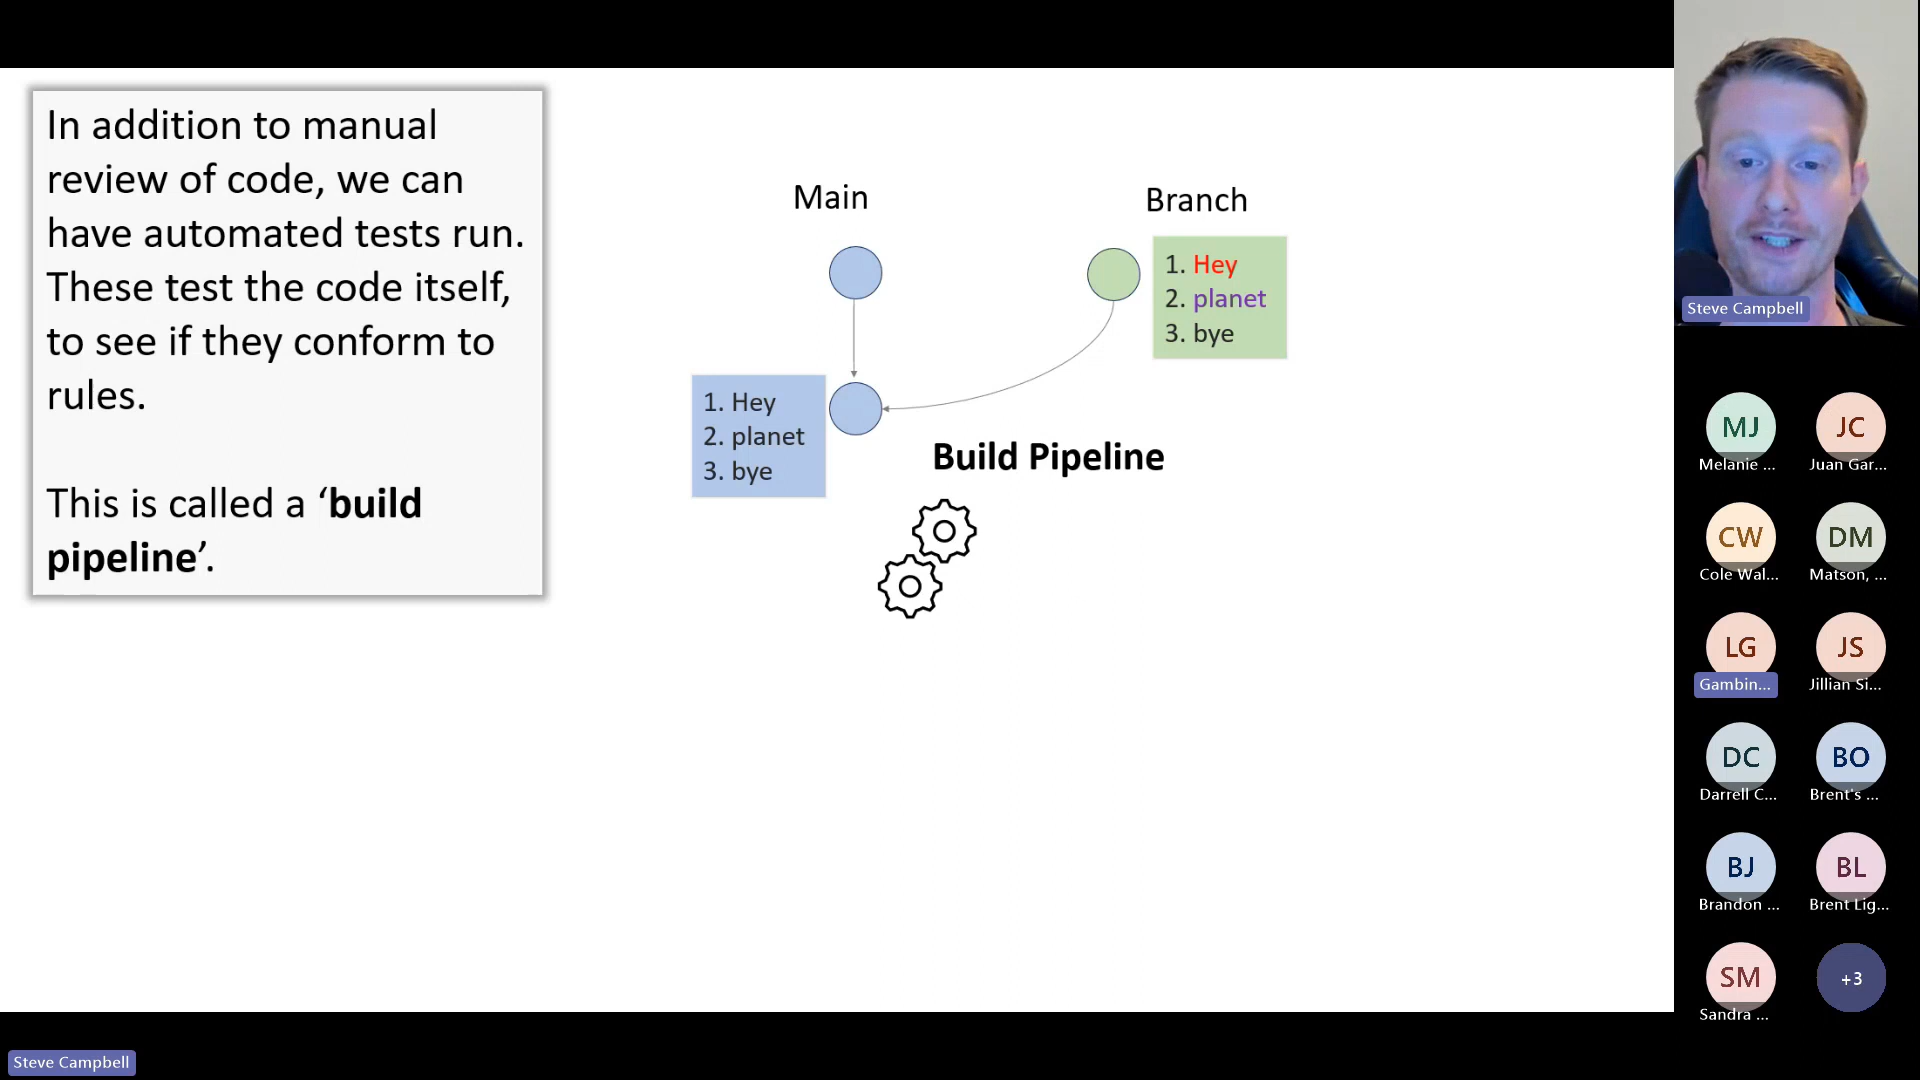 In addition to manual
review of code, we can
have automated tests run.
These test the code itself,
to see if they conform to
rules.
This is called a ‘build
pipeline’.
Main
Branch
1. Hey
2. planet
3. bye
1. Hey
2. planet
3. bye
Build Pipeline
Steve Campbell
MJ
Melanie ...
JC
Juan Gar...
CW
Cole Wal...
DM
Matson, ...
LG
Gambin...
JS
Jillian Si...
DC
Darrell C...
BO
Brent's ...
BJ
Brandon ...
BL
Brent Lig...
SM
Sandra ...
+3
Steve Campbell